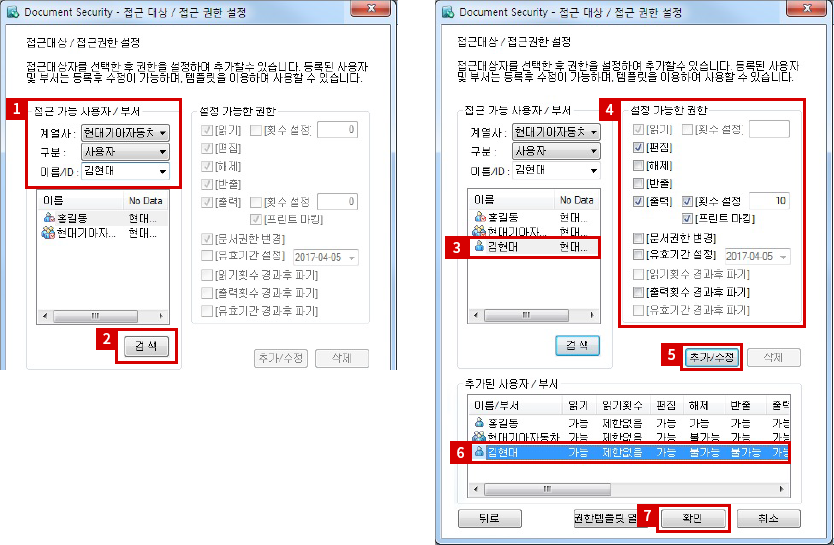 Document Security - 접근 대상 / 접근 권한 설정
접근대상 / 접근권한 설정
접근대상자를 선택한 후 권한을 설정하여 추가할수 있습니다. 등록된 사용자
및 부서는 등록후 수정이 가능하며, 템플릿을 이용하여 사용할 수 있습니다.
1
접근 가능 사용자 / 부서
계열사 : 현대기아자동차
구분 : 사용자
이름/ID : 김현대
이름 No Data
홍길동 현대...
현대기아자... 현대...
2
검 색
설정 가능한 권한
[읽기] [횟수 설정] 0
[편집]
[해제]
[반출]
[출력] [횟수 설정] 0
[프린트 마킹]
[문서권한 변경]
[유효기간 설정] 2017-04-05
[읽기횟수 경과후 파기]
[출력횟수 경과후 파기]
[유효기간 경과후 파기]
추가/수정 삭제
Document Security - 접근 대상 / 접근 권한 설정
접근대상 / 접근권한 설정
접근대상자를 선택한 후 권한을 설정하여 추가할수 있습니다. 등록된 사용자
및 부서는 등록후 수정이 가능하며, 템플릿을 이용하여 사용할 수 있습니다.
접근 가능 사용자 / 부서
계열사 : 현대기아자동차
구분 : 사용자
이름/ID : 김현대
이름 No Data
홍길동 현대...
현대기아자... 현대...
3
김현대 현대...
검 색
4
설정 가능한 권한
[읽기] [횟수 설정]
[편집]
[해제]
[반출]
[출력] [횟수 설정] 10
[프린트 마킹]
[문서권한 변경]
[유효기간 설정] 2017-04-05
[읽기횟수 경과후 파기]
[출력횟수 경과후 파기]
[유효기간 경과후 파기]
5
추가/수정 삭제
추가된 사용자 / 부서
이름/부서 읽기 읽기횟수 편집 해제 반출 출력
홍길동 가능 제한없음 가능 가능 가능 가능
현대기아자동차 가능 제한없음 가능 불가능 가능 가능
6
김현대 가능 제한없음 가능 불가능 불가능 가능
뒤로 권한템플릿 열 7 확인 취소